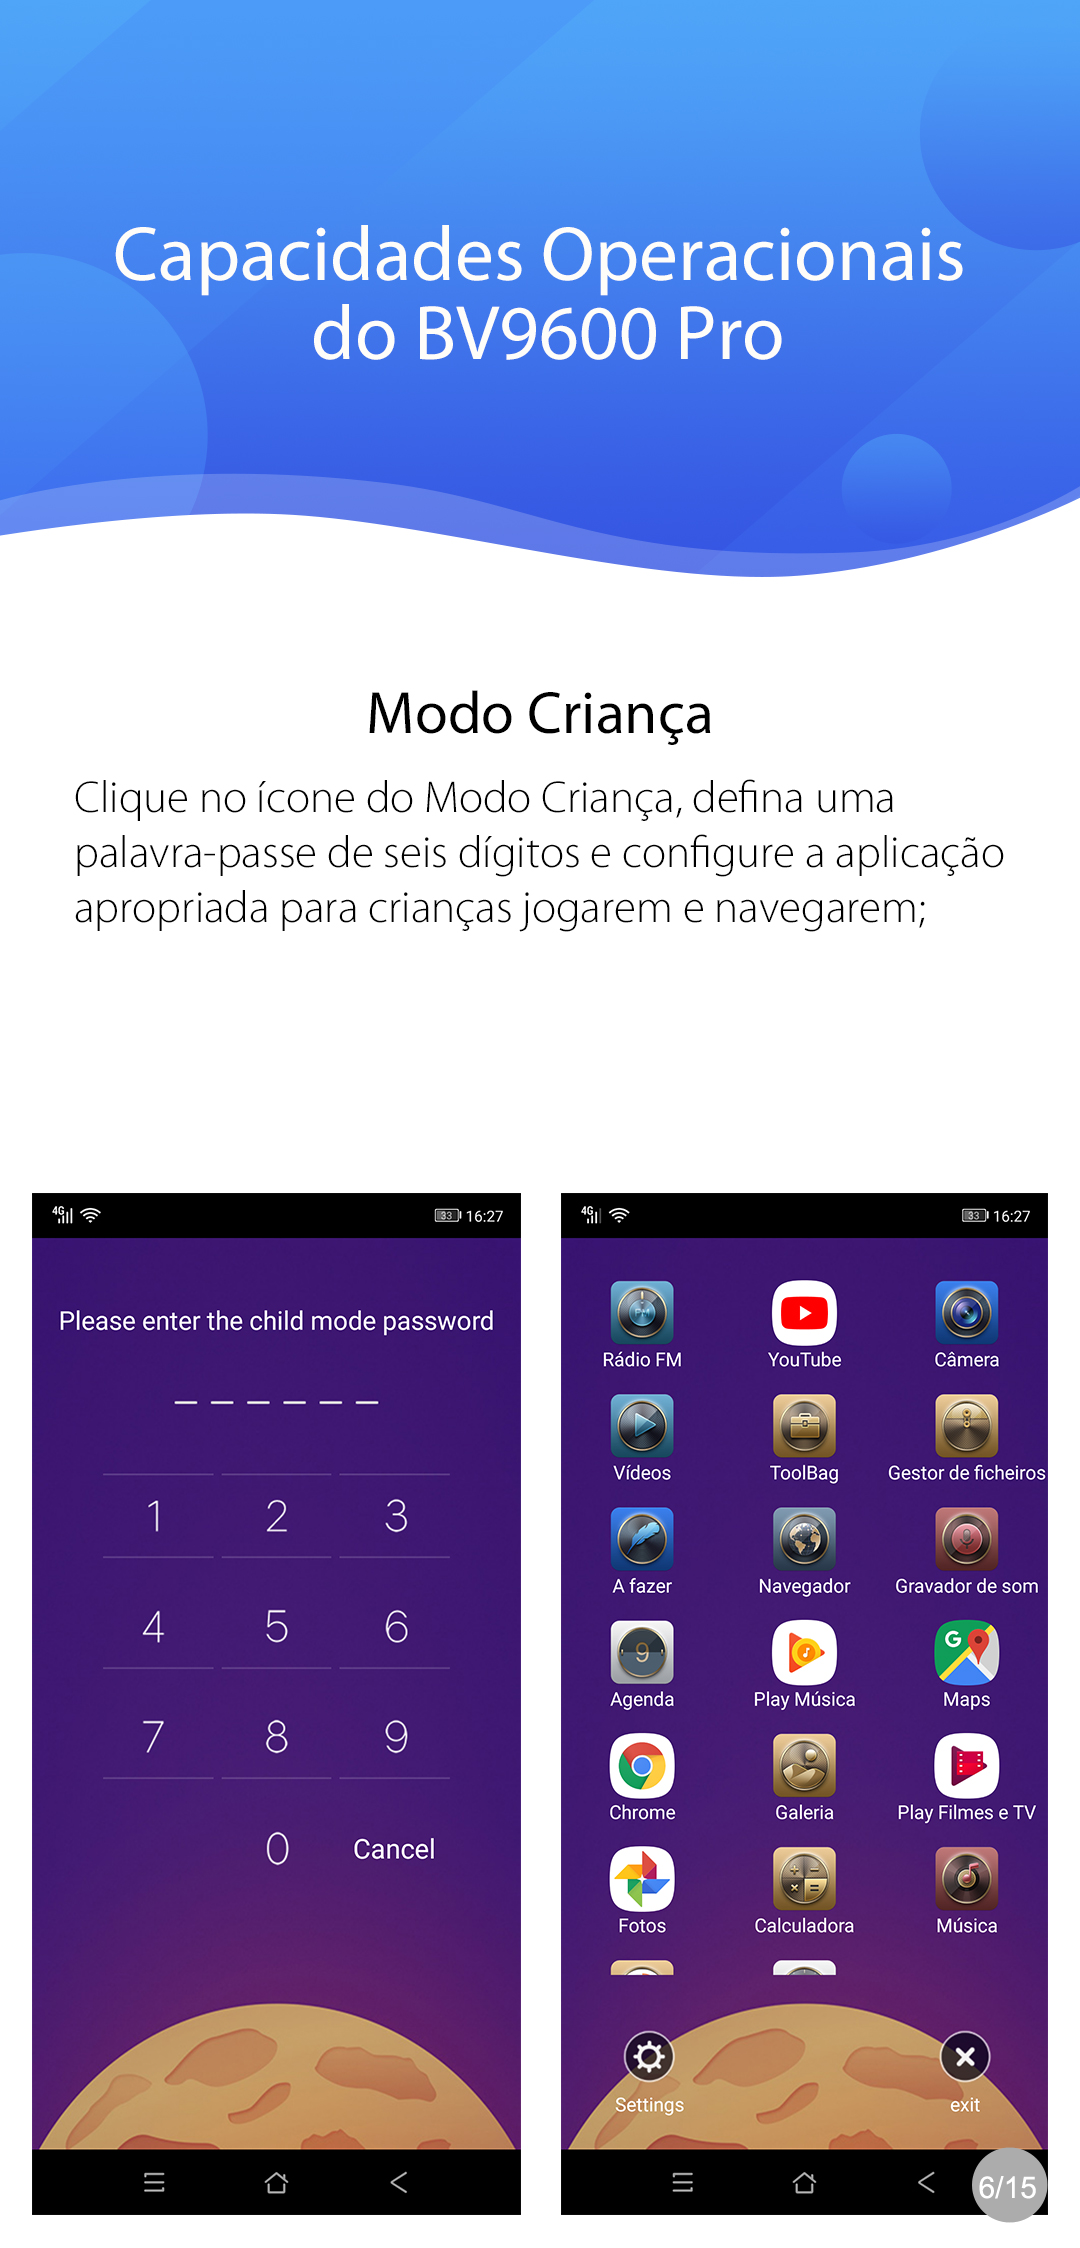 Capacidades Operacionais
do BV9600 Pro
Modo Criança
Clique no ícone do Modo Criança, defina uma
palavra-passe de seis dígitos e configure a aplicação
apropriada para crianças jogarem e navegarem;
4G 33 16:27
Please enter the child mode password
1 2 3
4 5 6
7 8 9
0 Cancel
4G 33 16:27
Rádio FM YouTube Câmera
Vídeos ToolBag Gestor de ficheiros
A fazer Navegador Gravador de som
9 G
Agenda Play Música Maps
Chrome Galeria Play Filmes e TV
Fotos Calculadora Música
Settings exit
6/15